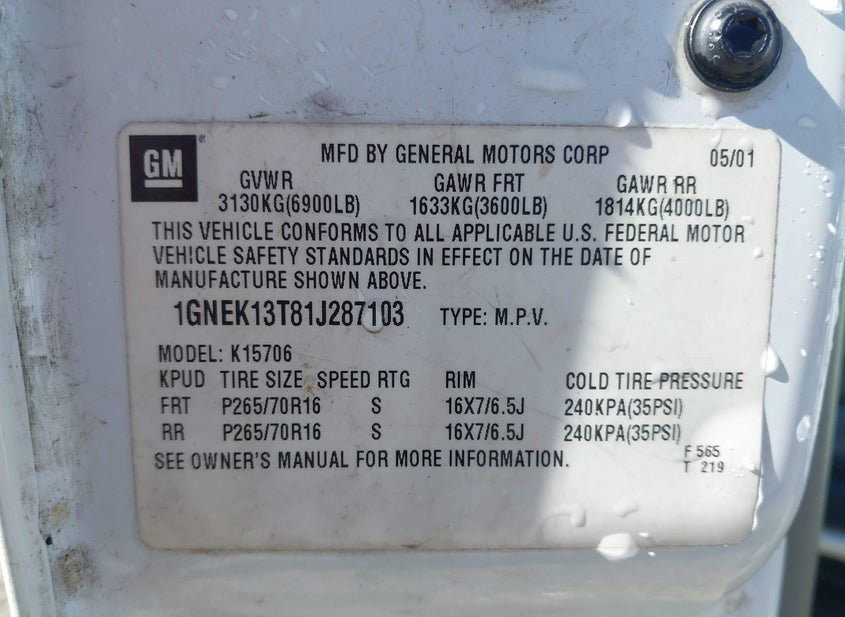 GM ® MFD BY GENERAL MOTORS CORP 05/01
GVWR GAWR FRT GAWR RR
3130KG(6900LB) 1633KG(3600LB) 1814KG(4000LB)
THIS VEHICLE CONFORMS TO ALL APPLICABLE U.S. FEDERAL MOTOR
VEHICLE SAFETY STANDARDS IN EFFECT ON THE DATE OF
MANUFACTURE SHOWN ABOVE.
1GNEK13T81J287103 TYPE: M.P.V.
MODEL: K15706
KPUD TIRE SIZE SPEED RTG RIM COLD TIRE PRESSURE
FRT P265/70R16 S 16X7/6.5J 240KPA(35PSI)
RR P265/70R16 S 16X7/6.5J 240KPA(35PSI)
SEE OWNER'S MANUAL FOR MORE INFORMATION.
F 565
T 219